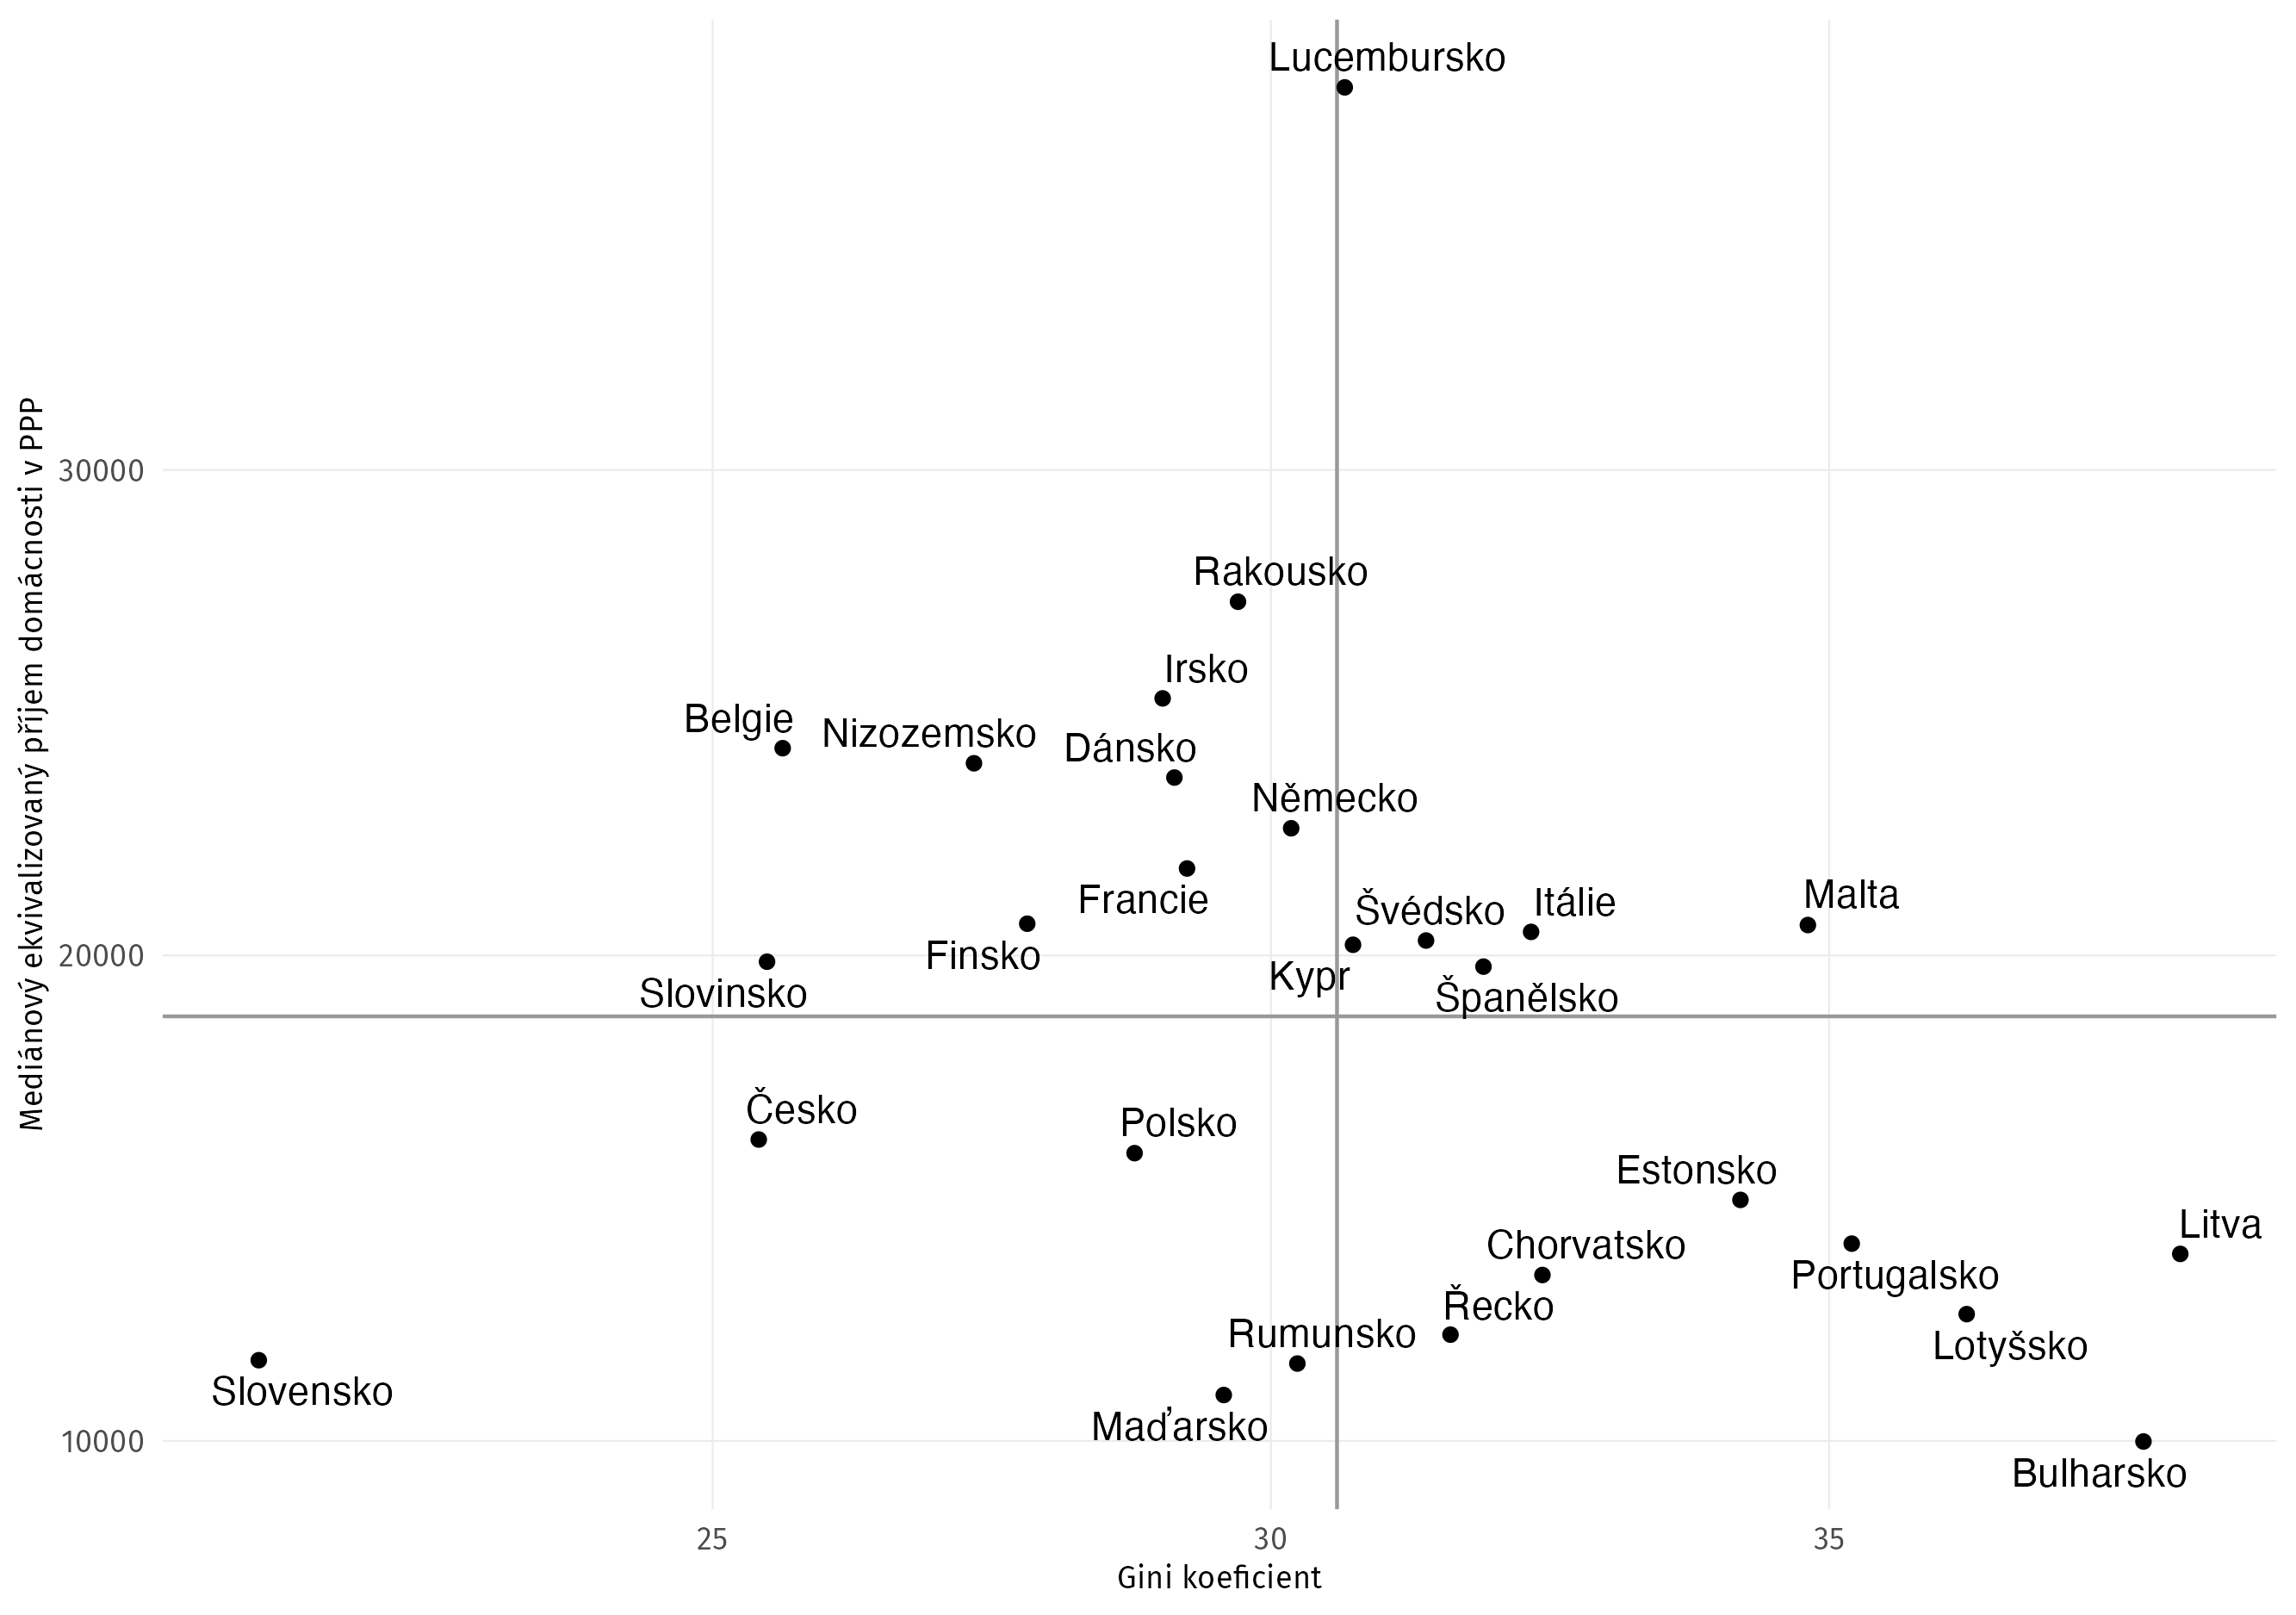 Lucembursko
Mediánový ekvivalizovaný příjem domácnosti v PPP
30000
Rakousko
Irsko
Belgie
Nizozemsko
Dánsko
Německo
Francie
Malta
Itálie
Švédsko
Finsko
20000
Kypr
Slovinsko
Španělsko
Česko
Polsko
Estonsko
Litva
Chorvatsko
Portugalsko
Řecko
Rumunsko
Lotyšsko
Slovensko
Maďarsko
10000
Bulharsko
25
30
35
Gini koeficient